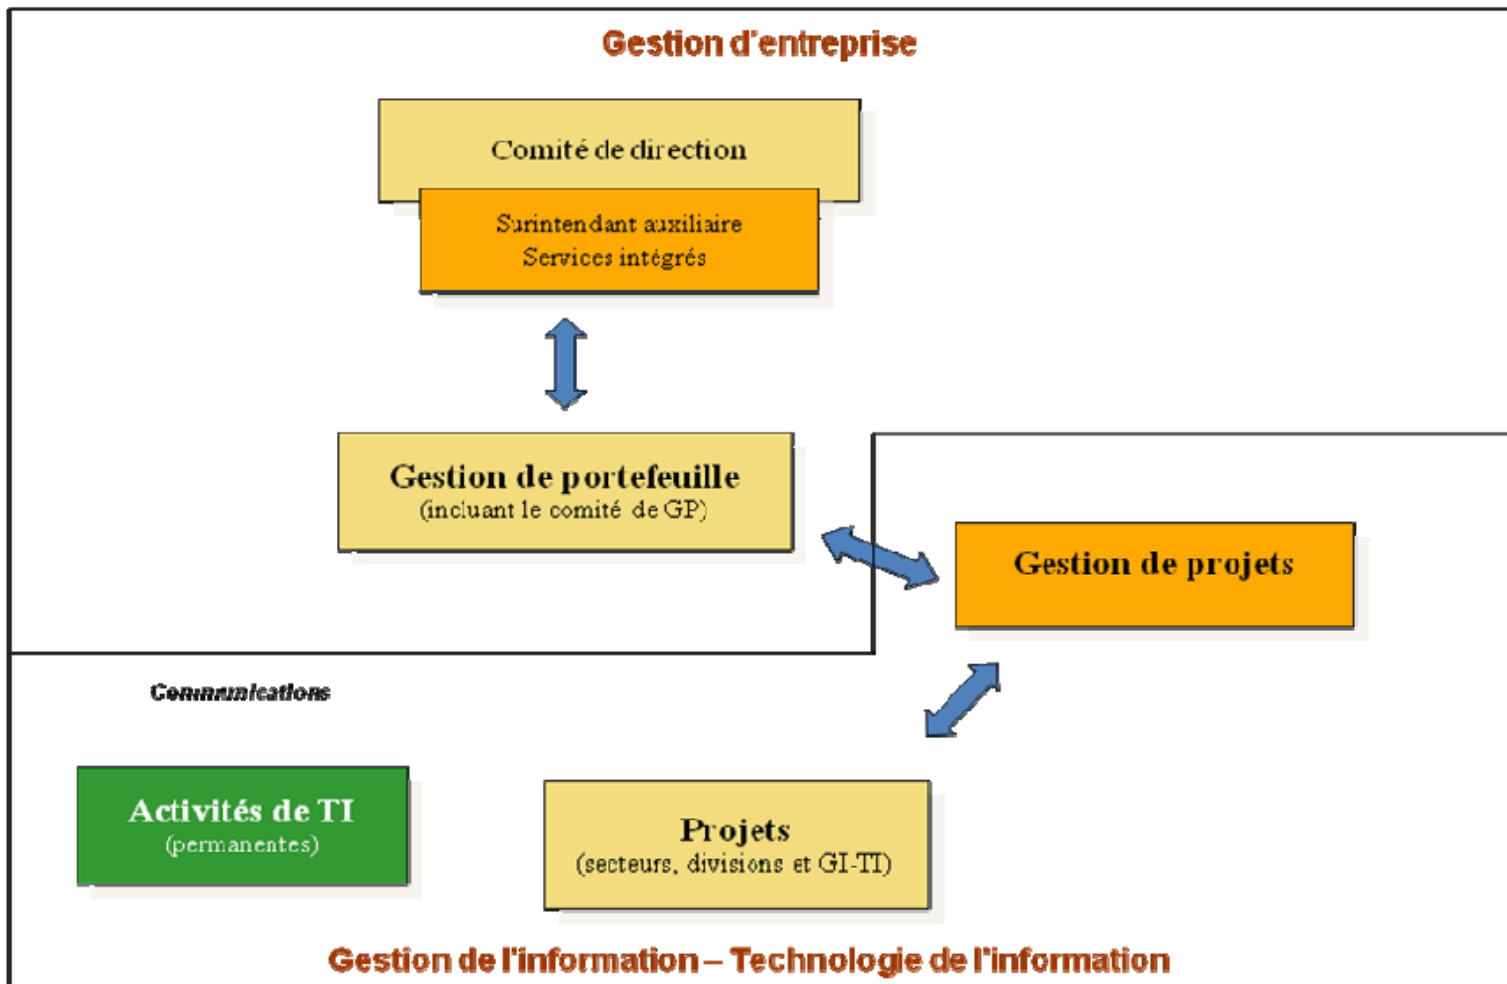 Gestion d'entreprise
Comité de direction
Surintendant auxiliaire
Services intégrés
Gestion de portefeuille
(incluant le comité de GP)
Gestion de projets
Communications
Activités de TI
(permanentes)
Projets
(secteurs, divisions et GI-TI)
Gestion de l'information – Technologie de l'information